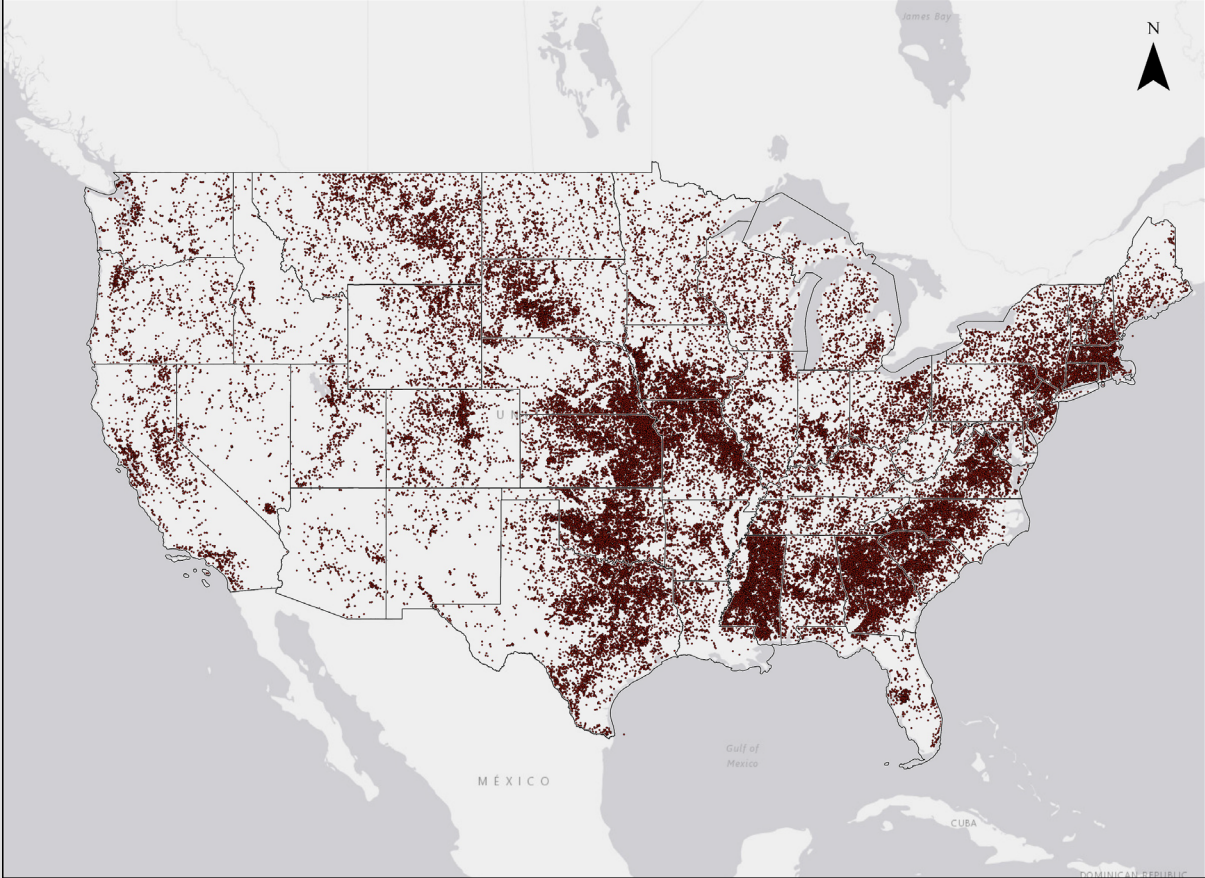 James Bay
N
U N
Gulf of
Mexico
MÉXICO
CUBA
DOMINICAN REPUBLIC